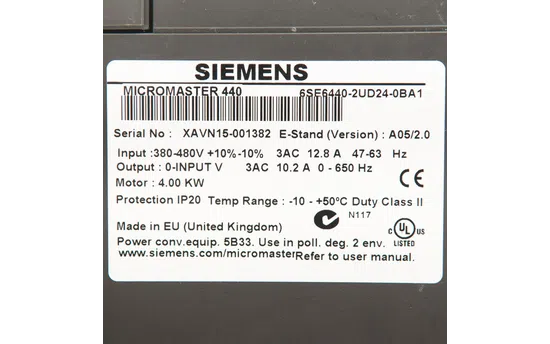 SIEMENS
MICROMASTER 440 6SE6440-2UD24-0BA1
Serial No : XAVN15-001382 E-Stand (Version) : A05/2.0
Input :380-480V +10%-10% 3AC 12.8 A 47-63 Hz
Output : 0-INPUT V 3AC 10.2 A 0 - 650 Hz
Motor : 4.00 KW
CE
Protection IP20 Temp Range : -10 - +50°C Duty Class II
N117
Made in EU (United Kingdom)
C UL US
LISTED
Power conv.equip. 5B33. Use in poll. deg. 2 env.
www.siemens.com/micromaster Refer to user manual.